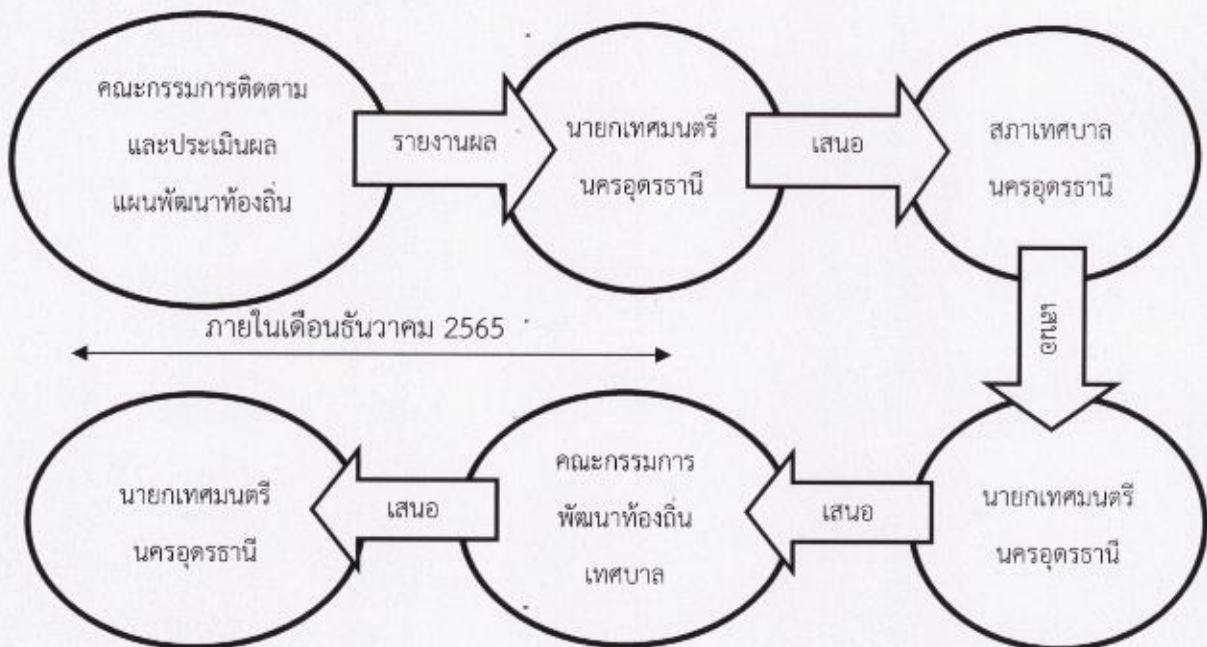 คณะกรรมการติดตาม
และประเมินผล
แผนพัฒนาท้องถิ่น
รายงานผล
นายกเทศมนตรี
นครอุดรธานี
เสนอ
สภาเทศบาล
นครอุดรธานี
เสนอ
ภายในเดือนธันวาคม 2565
นายกเทศมนตรี
นครอุดรธานี
เสนอ
คณะกรรมการ
พัฒนาท้องถิ่น
เทศบาล
เสนอ
นายกเทศมนตรี
นครอุดรธานี